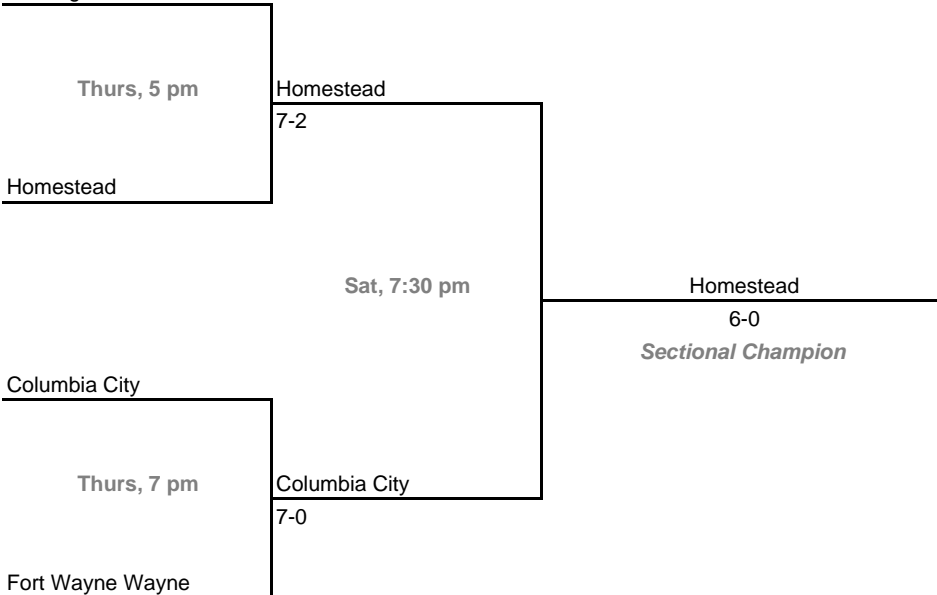 Thurs, 5 pm
Homestead
7-2
Homestead
Sat, 7:30 pm
Homestead
6-0
Sectional Champion
Columbia City
Thurs, 7 pm
Columbia City
7-0
Fort Wayne Wayne